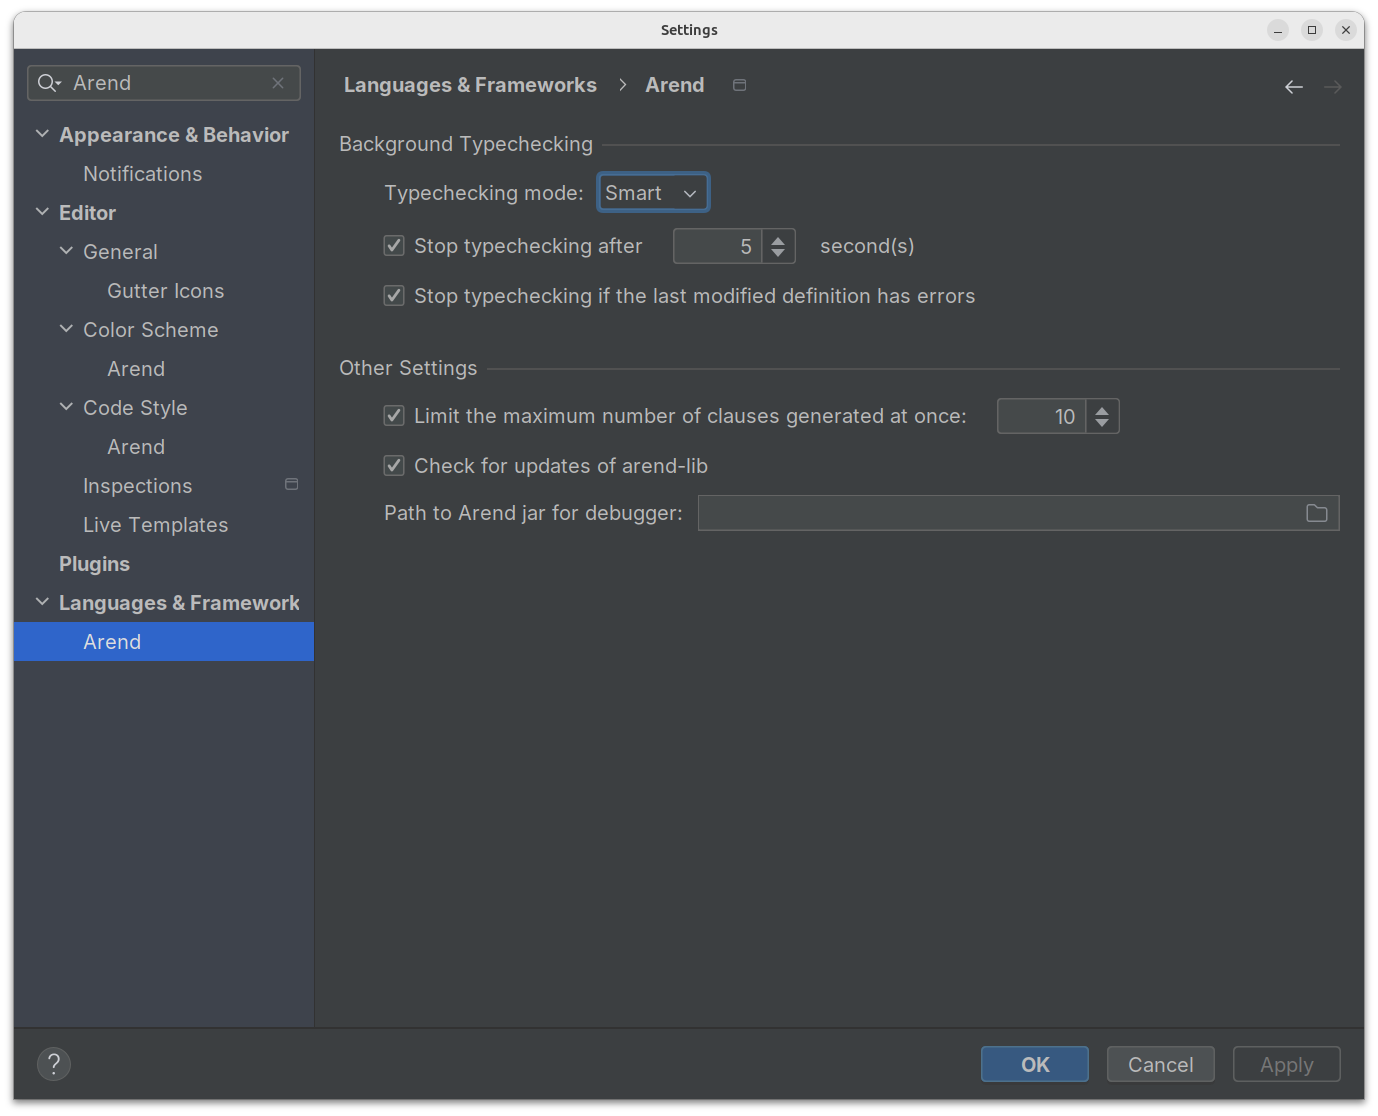 Settings
Arend
Appearance & Behavior
Notifications
Editor
General
Gutter Icons
Color Scheme
Arend
Code Style
Arend
Inspections
Live Templates
Plugins
Languages & Framework
Arend
Languages & Frameworks > Arend
Background Typechecking
Typechecking mode: Smart
Stop typechecking after 5 second(s)
Stop typechecking if the last modified definition has errors
Other Settings
Limit the maximum number of clauses generated at once: 10
Check for updates of arend-lib
Path to Arend jar for debugger:
? OK Cancel Apply